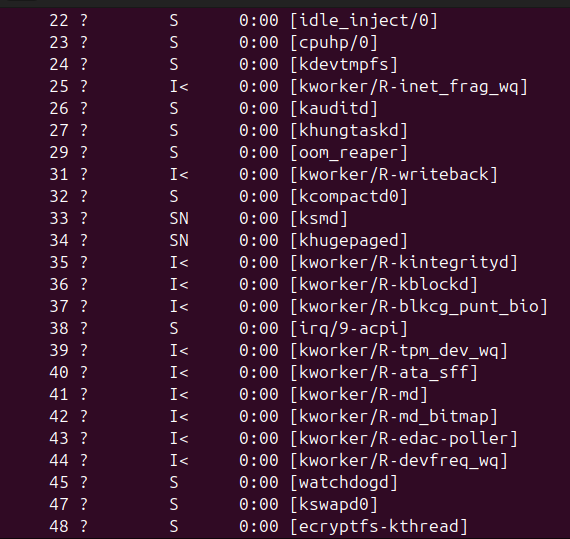 22 ? S 0:00 [idle_inject/0]
23 ? S 0:00 [cpuhp/0]
24 ? S 0:00 [kdevtmpfs]
25 ? I< 0:00 [kworker/R-inet_frag_wq]
26 ? S 0:00 [kauditd]
27 ? S 0:00 [khungtaskd]
29 ? S 0:00 [oom_reaper]
31 ? I< 0:00 [kworker/R-writeback]
32 ? S 0:00 [kcompactd0]
33 ? SN 0:00 [ksmd]
34 ? SN 0:00 [khugepaged]
35 ? I< 0:00 [kworker/R-kintegrityd]
36 ? I< 0:00 [kworker/R-kblockd]
37 ? I< 0:00 [kworker/R-blkcg_punt_bio]
38 ? S 0:00 [irq/9-acpi]
39 ? I< 0:00 [kworker/R-tpm_dev_wq]
40 ? I< 0:00 [kworker/R-ata_sff]
41 ? I< 0:00 [kworker/R-md]
42 ? I< 0:00 [kworker/R-md_bitmap]
43 ? I< 0:00 [kworker/R-edac-poller]
44 ? I< 0:00 [kworker/R-devfreq_wq]
45 ? S 0:00 [watchdogd]
47 ? S 0:00 [kswapd0]
48 ? S 0:00 [ecryptfs-kthread]